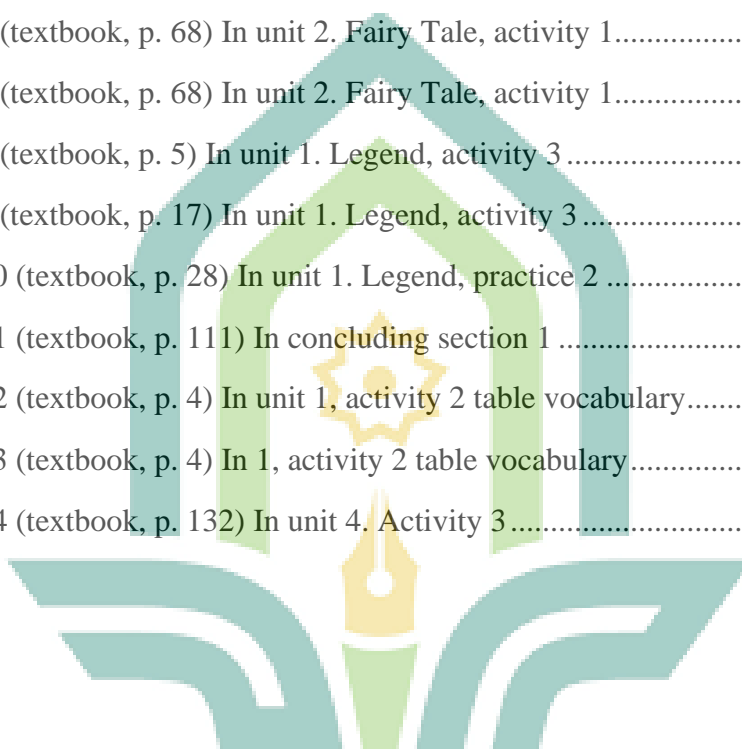 (textbook, p. 68) In unit 2. Fairy Tale, activity 1...............
(textbook, p. 68) In unit 2. Fairy Tale, activity 1...............
(textbook, p. 5) In unit 1. Legend, activity 3.....................
(textbook, p. 17) In unit 1. Legend, activity 3...................
0 (textbook, p. 28) In unit 1. Legend, practice 2 ................
1 (textbook, p. 111) In concluding section 1 ......................
2 (textbook, p. 4) In unit 1, activity 2 table vocabulary.......
3 (textbook, p. 4) In 1, activity 2 table vocabulary..............
4 (textbook, p. 132) In unit 4. Activity 3...........................